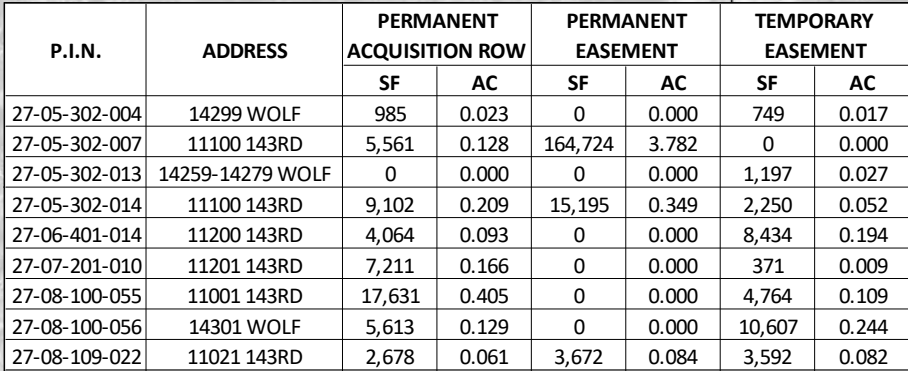 P.I.N. ADDRESS PERMANENT ACQUISITION ROW PERMANENT EASEMENT TEMPORARY EASEMENT
SF AC SF AC SF AC
27-05-302-004 14299 WOLF 985 0.023 0 0.000 749 0.017
27-05-302-007 11100 143RD 5,561 0.128 164,724 3.782 0 0.000
27-05-302-013 14259-14279 WOLF 0 0.000 0 0.000 1,197 0.027
27-05-302-014 11100 143RD 9,102 0.209 15,195 0.349 2,250 0.052
27-06-401-014 11200 143RD 4,064 0.093 0 0.000 8,434 0.194
27-07-201-010 11201 143RD 7,211 0.166 0 0.000 371 0.009
27-08-100-055 11001 143RD 17,631 0.405 0 0.000 4,764 0.109
27-08-100-056 14301 WOLF 5,613 0.129 0 0.000 10,607 0.244
27-08-109-022 11021 143RD 2,678 0.061 3,672 0.084 3,592 0.082